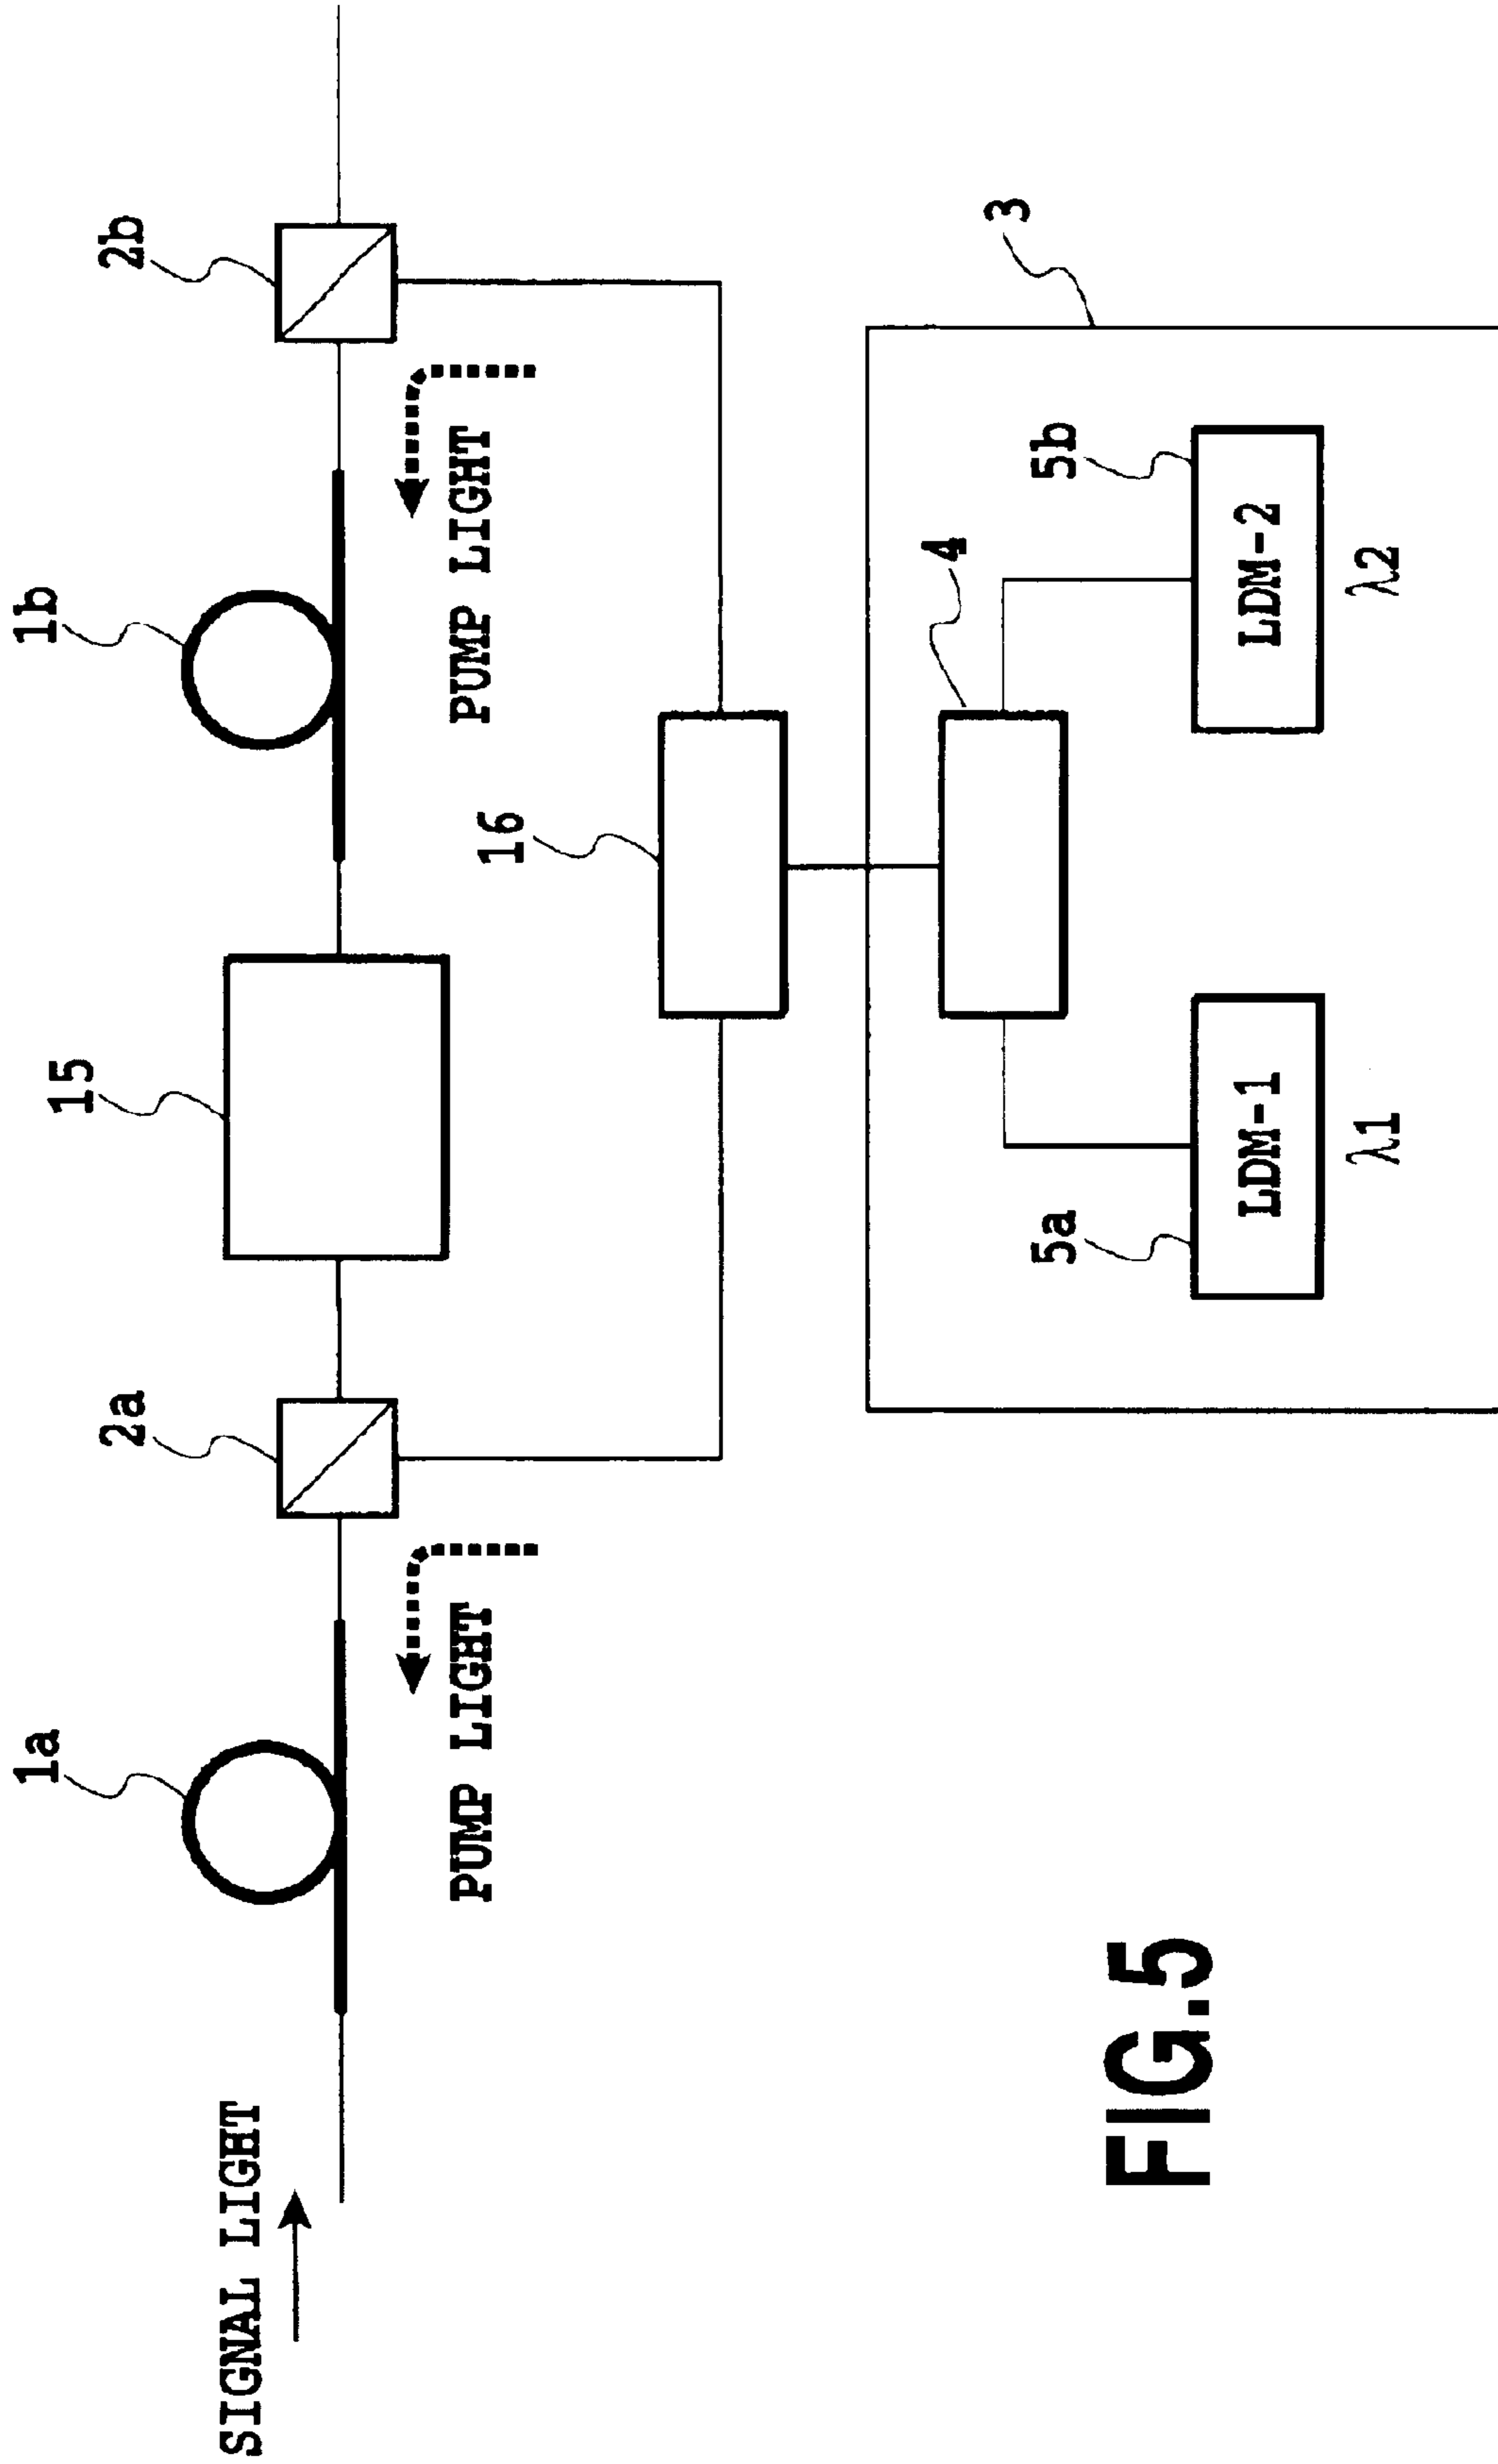 1a
2a
15
1b
2b
SIGNAL LIGHT
PUMP LIGHT
PUMP LIGHT
16
3
4
5a
5b
LDM-1
LDM-2
λ1
λ2
FIG.5